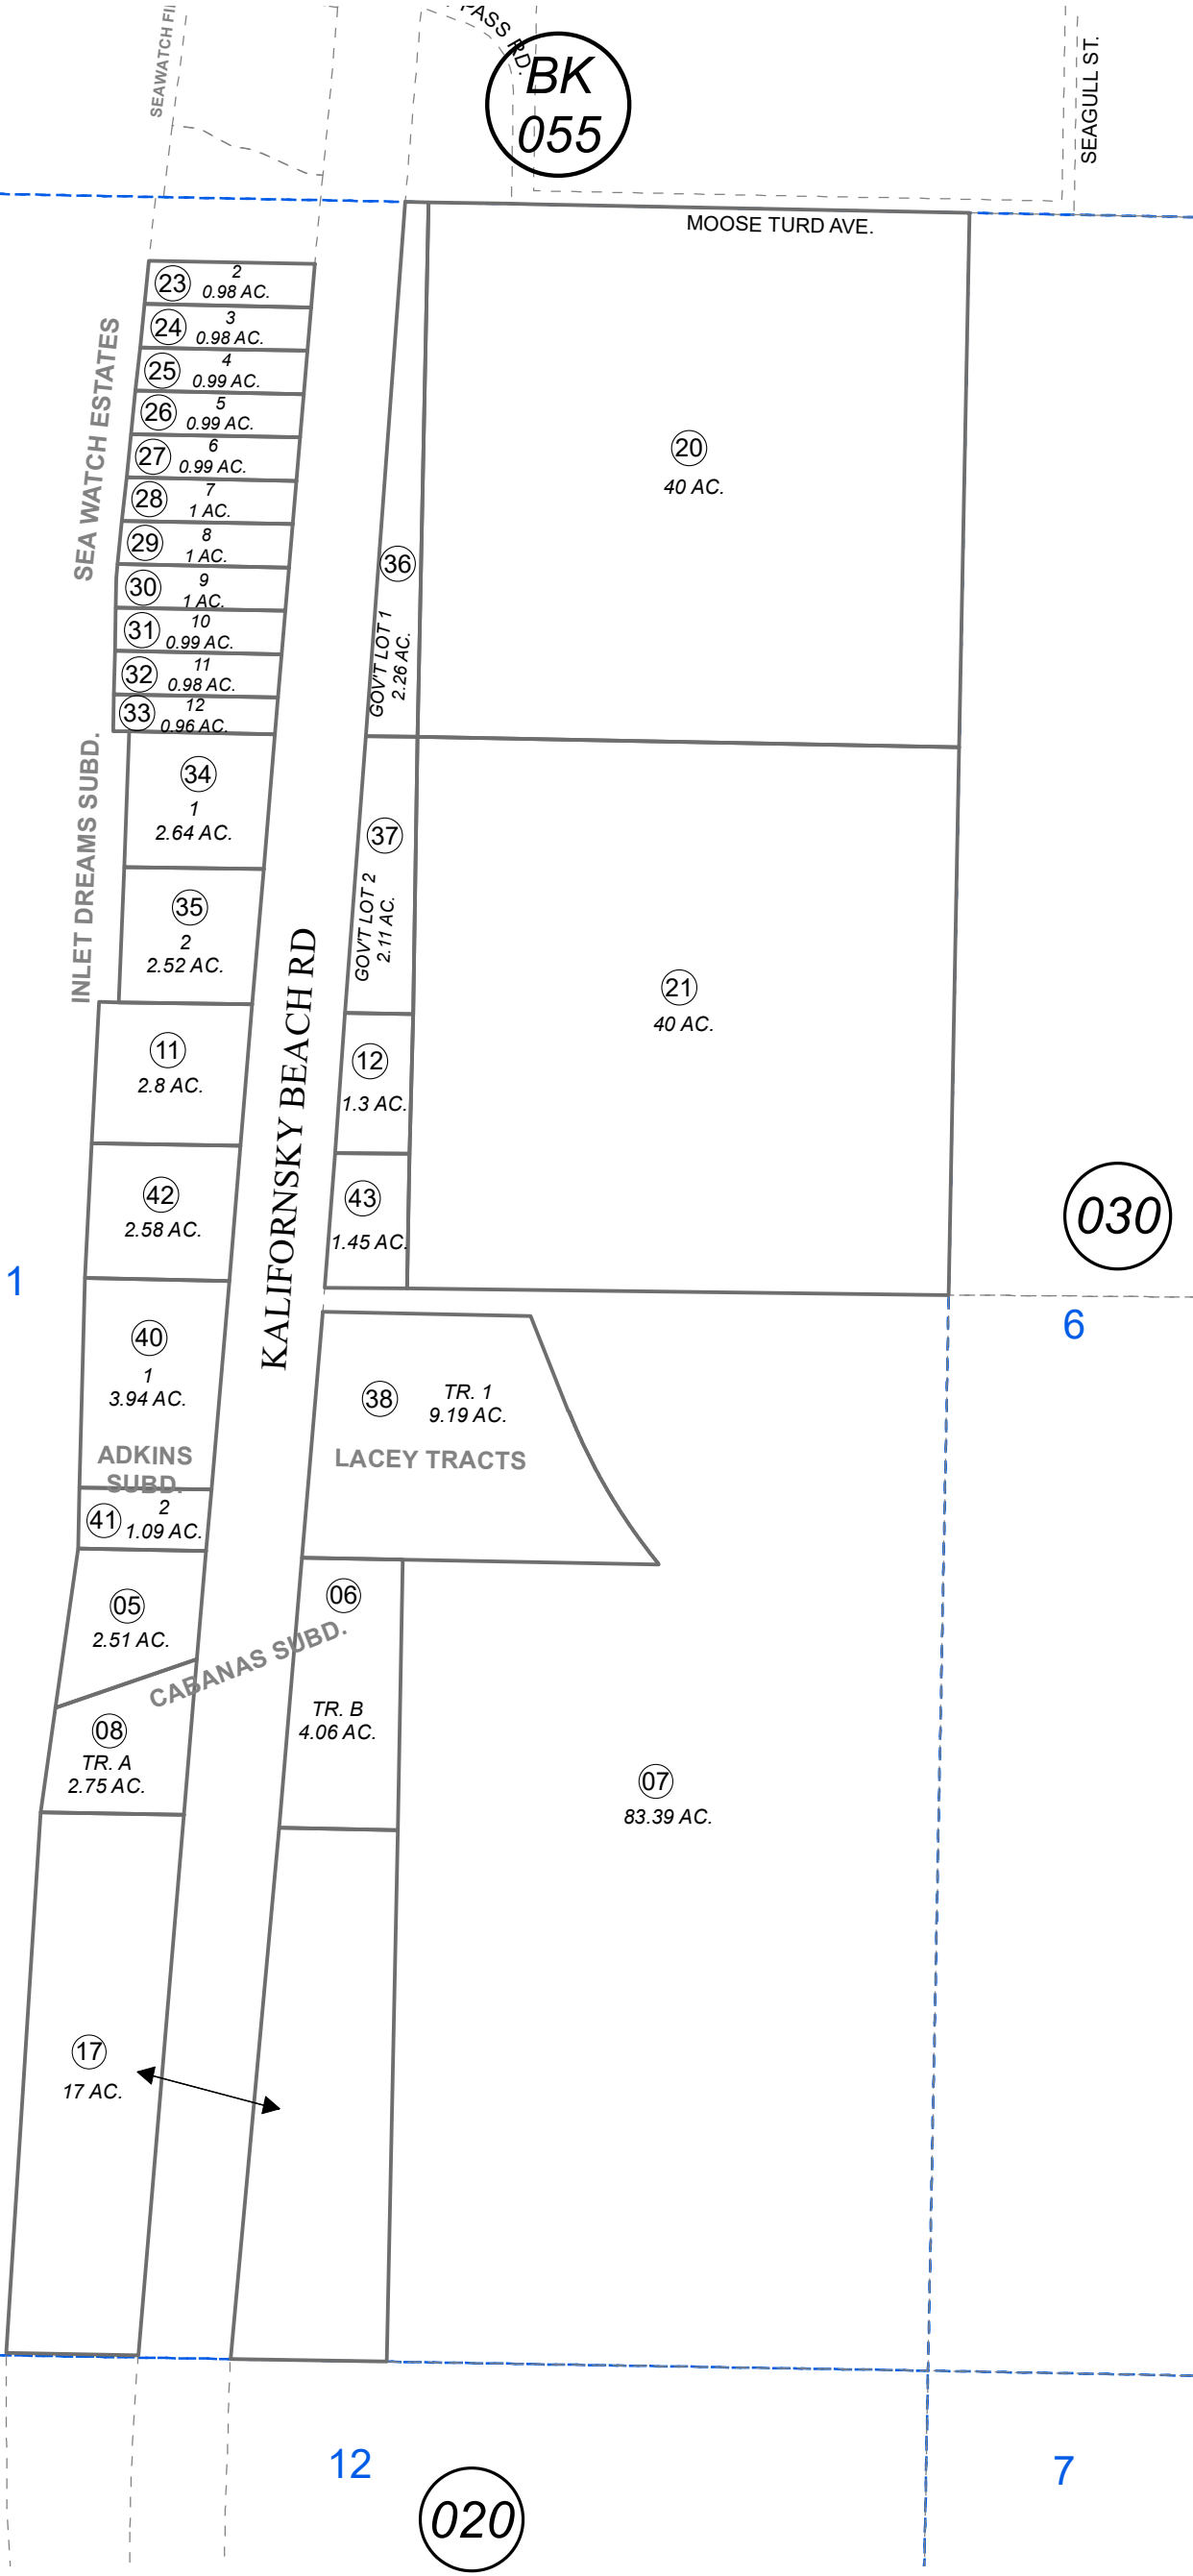 SEAWATCH FI
PASS RD.
BK
055
SEAGULL ST.
MOOSE TURD AVE.
SEA WATCH ESTATES
23
2
0.98 AC.
24
3
0.98 AC.
25
4
0.99 AC.
26
5
0.99 AC.
27
6
0.99 AC.
28
7
1 AC.
29
8
1 AC.
30
9
1 AC.
31
10
0.99 AC.
32
11
0.98 AC.
33
12
0.96 AC.
20
40 AC.
36
GOV'T LOT 1
2.26 AC.
INLET DREAMS SUBD.
34
1
2.64 AC.
35
2
2.52 AC.
37
GOV'T LOT 2
2.11 AC.
21
40 AC.
KALIFORNSKY BEACH RD
11
2.8 AC.
12
1.3 AC.
42
2.58 AC.
43
1.45 AC.
030
1
6
40
1
3.94 AC.
ADKINS
SUBD.
38
TR. 1
9.19 AC.
LACEY TRACTS
41
2
1.09 AC.
05
2.51 AC.
06
CABANAS SUBD.
TR. B
4.06 AC.
08
TR. A
2.75 AC.
07
83.39 AC.
17
17 AC.
12
7
020